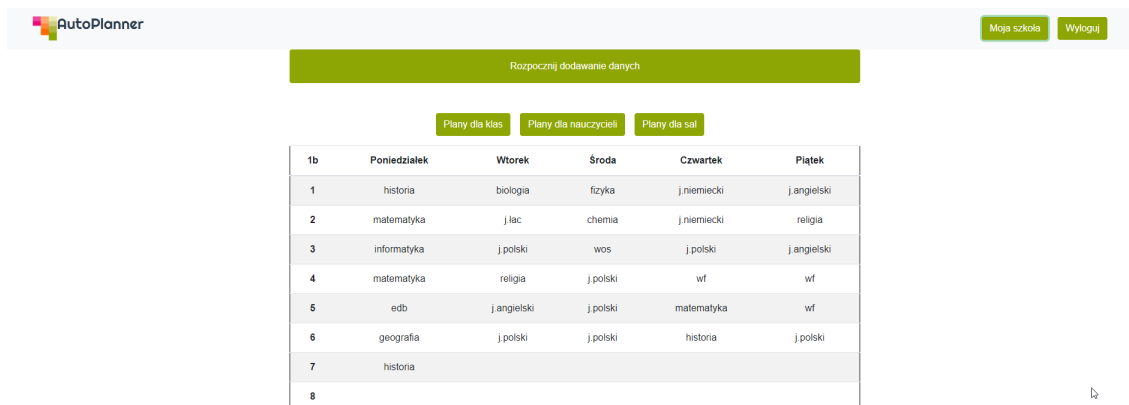 AutoPlanner Moja szkoła Wyloguj
Rozpocznij dodawanie danych
Plany dla klas Plany dla nauczycieli Plany dla sal
1b Poniedziałek Wtorek Środa Czwartek Piątek
1 historia biologia fizyka j.niemiecki j.angielski
2 matematyka j.łac chemia j.niemiecki religia
3 informatyka j.polski wos j.polski j.angielski
4 matematyka religia j.polski wf wf
5 edb j.angielski j.polski matematyka wf
6 geografia j.polski j.polski historia j.polski
7 historia
8